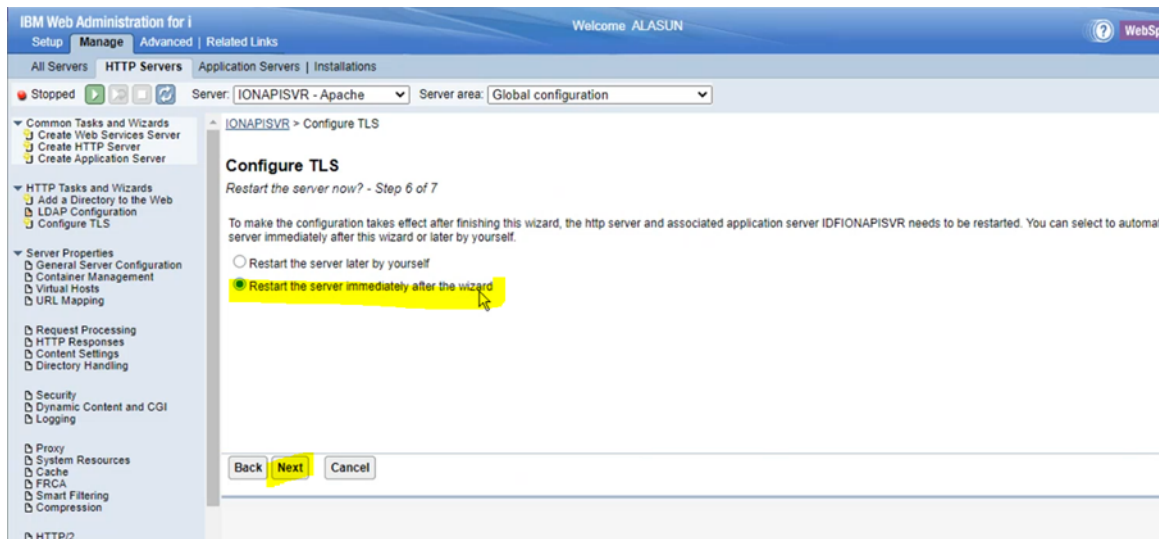 IBM Web Administration for i
Welcome ALASUN
Setup Manage Advanced | Related Links
All Servers HTTP Servers Application Servers | Installations
Stopped Server: IONAPISVR - Apache Server area: Global configuration
Common Tasks and Wizards
Create Web Services Server
Create HTTP Server
Create Application Server
HTTP Tasks and Wizards
Add a Directory to the Web
LDAP Configuration
Configure TLS
Server Properties
General Server Configuration
Container Management
Virtual Hosts
URL Mapping
Request Processing
HTTP Responses
Content Settings
Directory Handling
Security
Dynamic Content and CGI
Logging
Proxy
System Resources
Cache
FRCA
Smart Filtering
Compression
HTTP/2
IONAPISVR > Configure TLS
Configure TLS
Restart the server now? - Step 6 of 7
To make the configuration takes effect after finishing this wizard, the http server and associated application server IDFIONAPISVR needs to be restarted. You can select to automat
server immediately after this wizard or later by yourself.
Restart the server later by yourself
Restart the server immediately after the wizard
Back Next Cancel